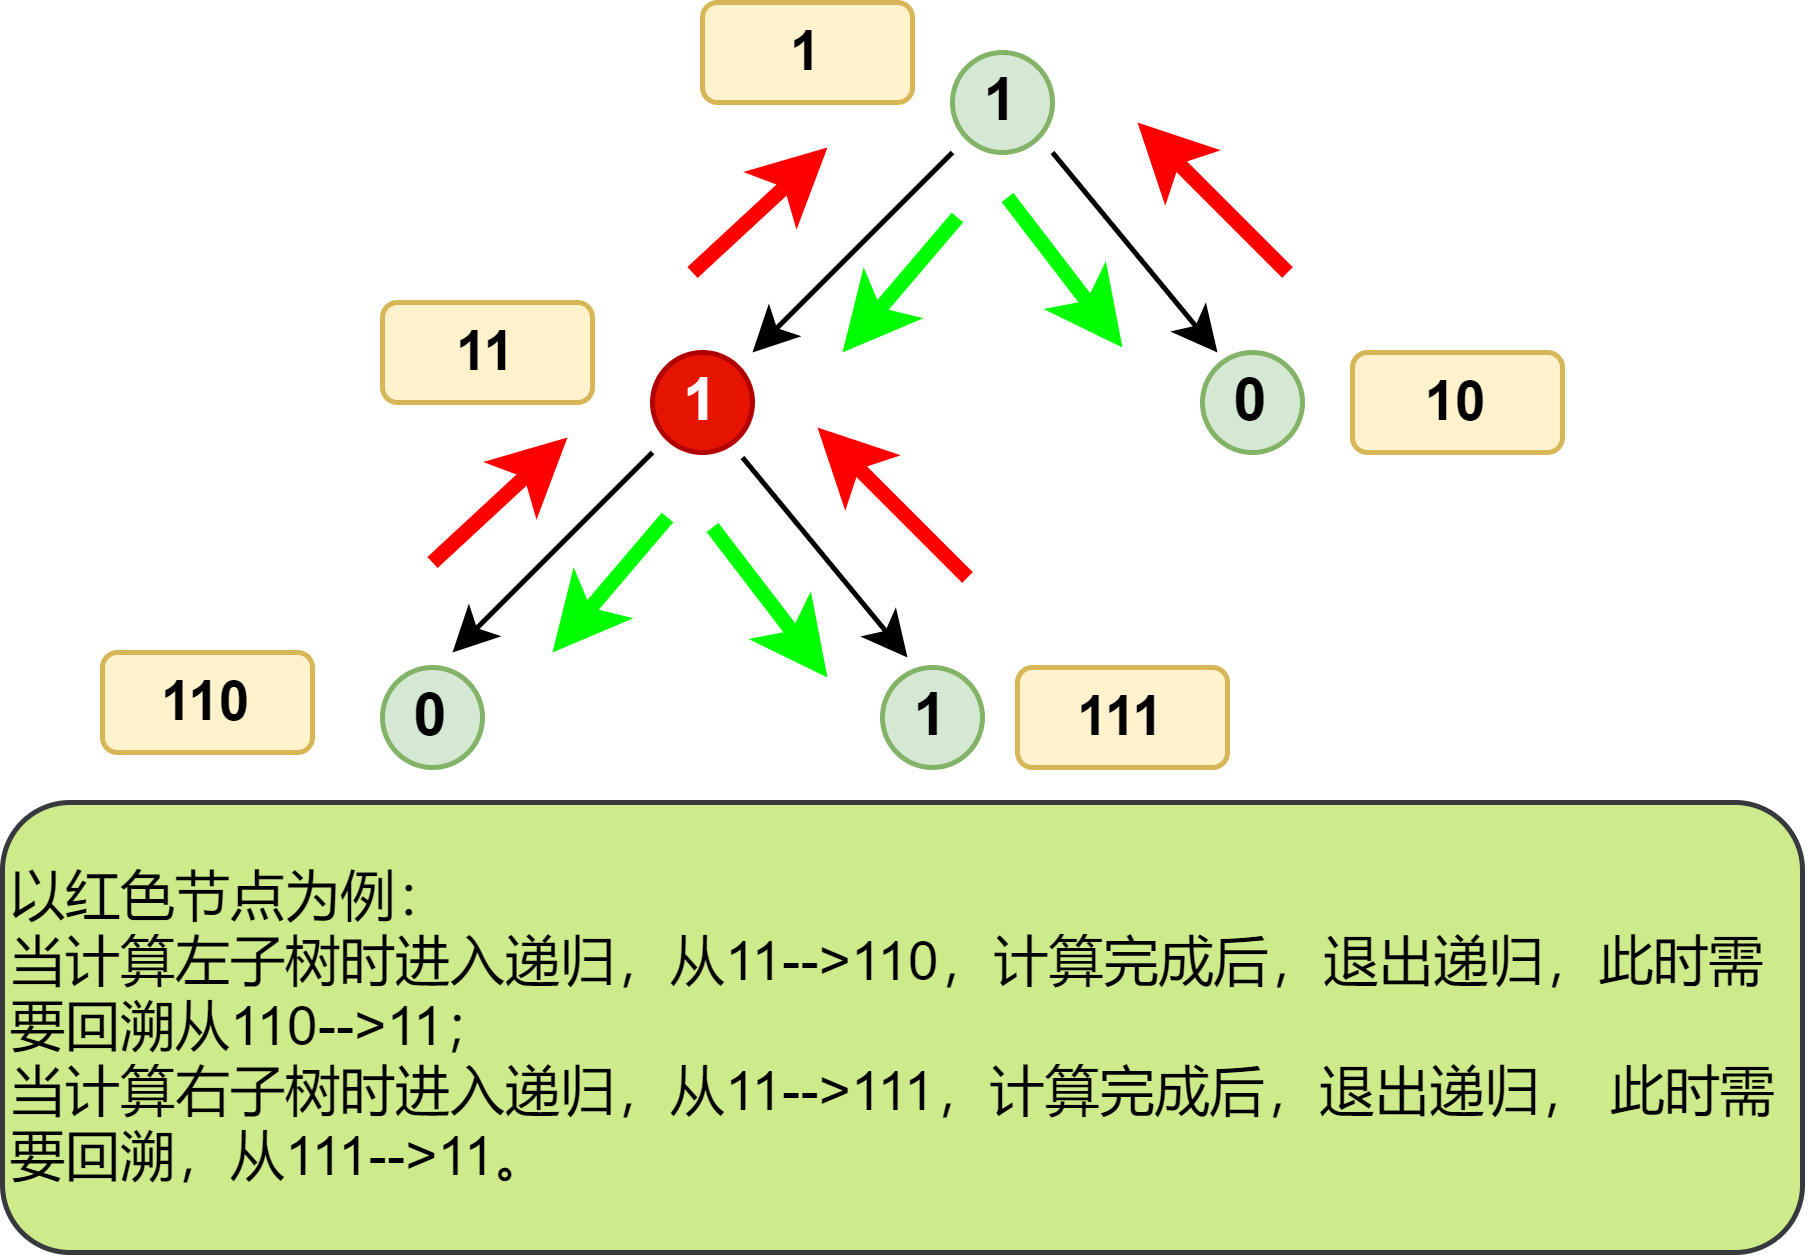 1
1
11
1
0
10
110
0
1
111
以红色节点为例：
当计算左子树时进入递归，从11-->110，计算完成后，退出递归，此时需
要回溯从110-->11；
当计算右子树时进入递归，从11-->111，计算完成后，退出递归， 此时需
要回溯，从111-->11。